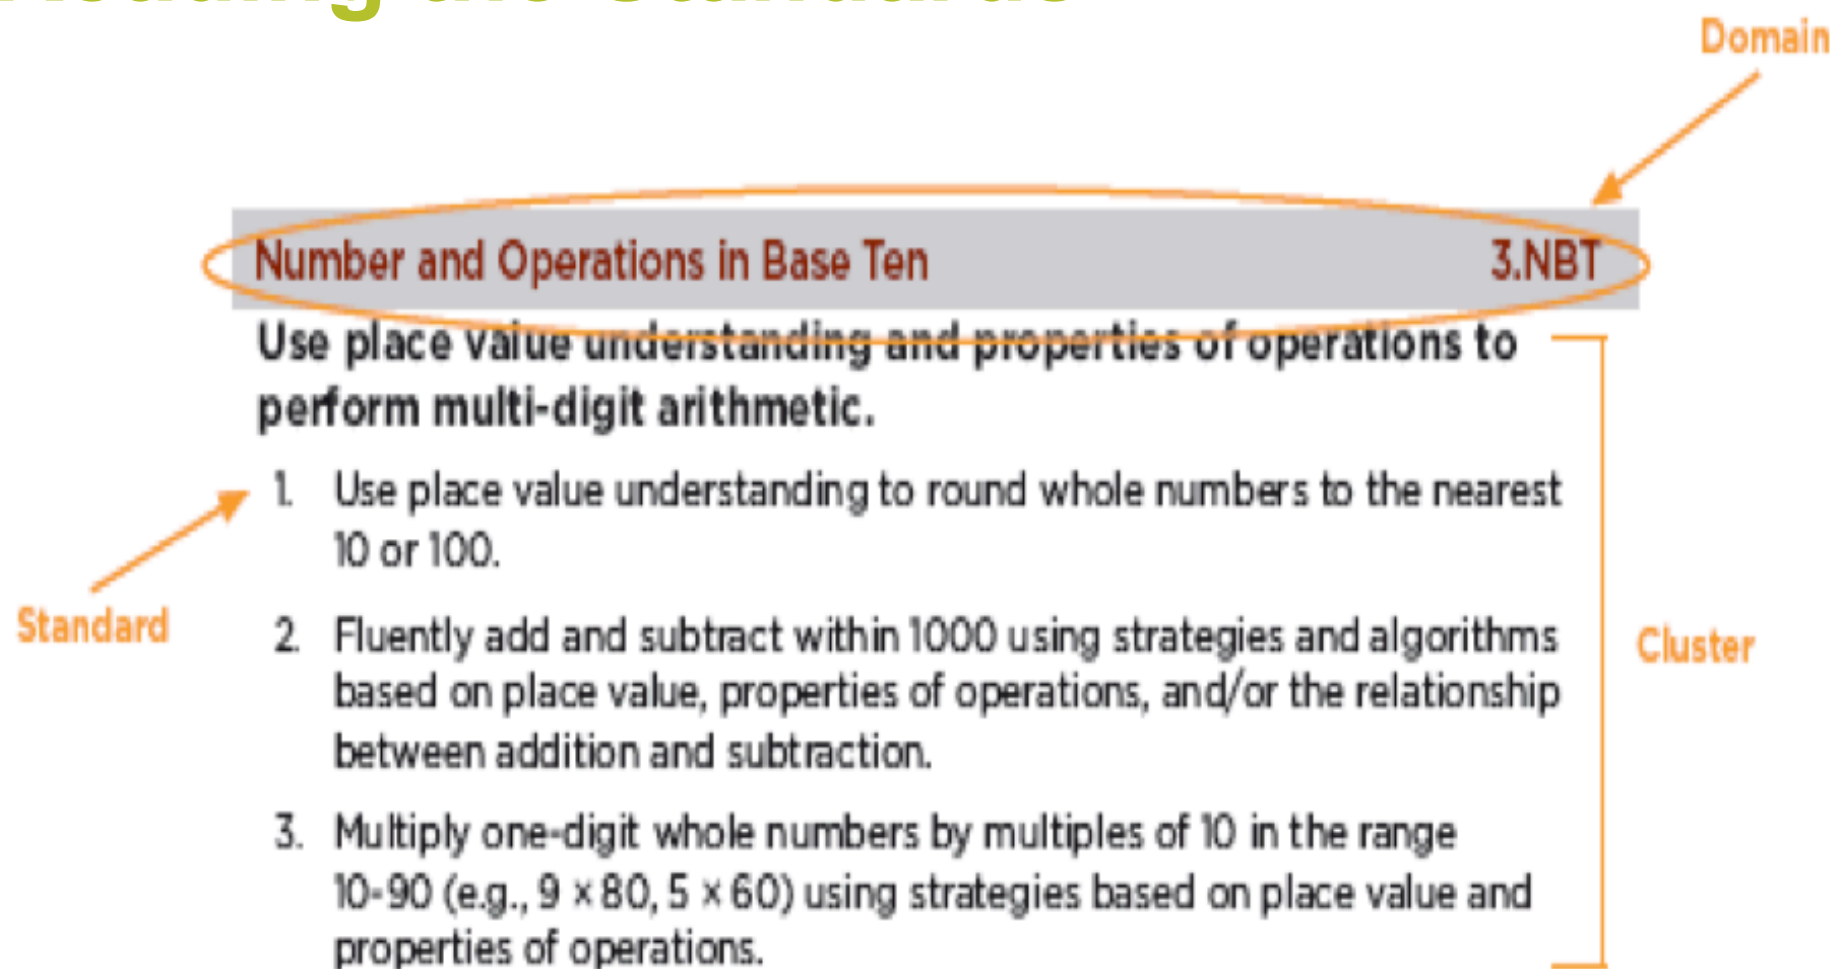 the Standards
Domain
Number and Operations in Base Ten 3.NBT
Use place value understanding and properties of operations to
perform multi-digit arithmetic.
1. Use place value understanding to round whole numbers to the nearest
10 or 100.
Standard
2. Fluently add and subtract within 1000 using strategies and algorithms
based on place value, properties of operations, and/or the relationship
between addition and subtraction.
Cluster
3. Multiply one-digit whole numbers by multiples of 10 in the range
10-90 (e.g., 9 × 80, 5 × 60) using strategies based on place value and
properties of operations.